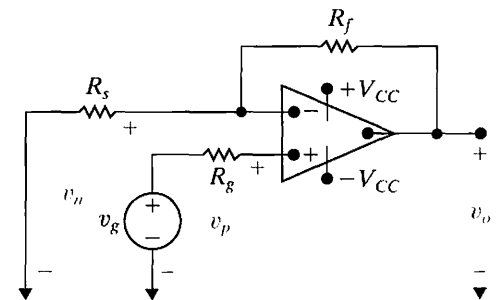 R_f
R_s
+V_CC
−
+
+
+
−V_CC
R_g
+
v_n
v_g
+
−
v_p
v_o
−
−
−